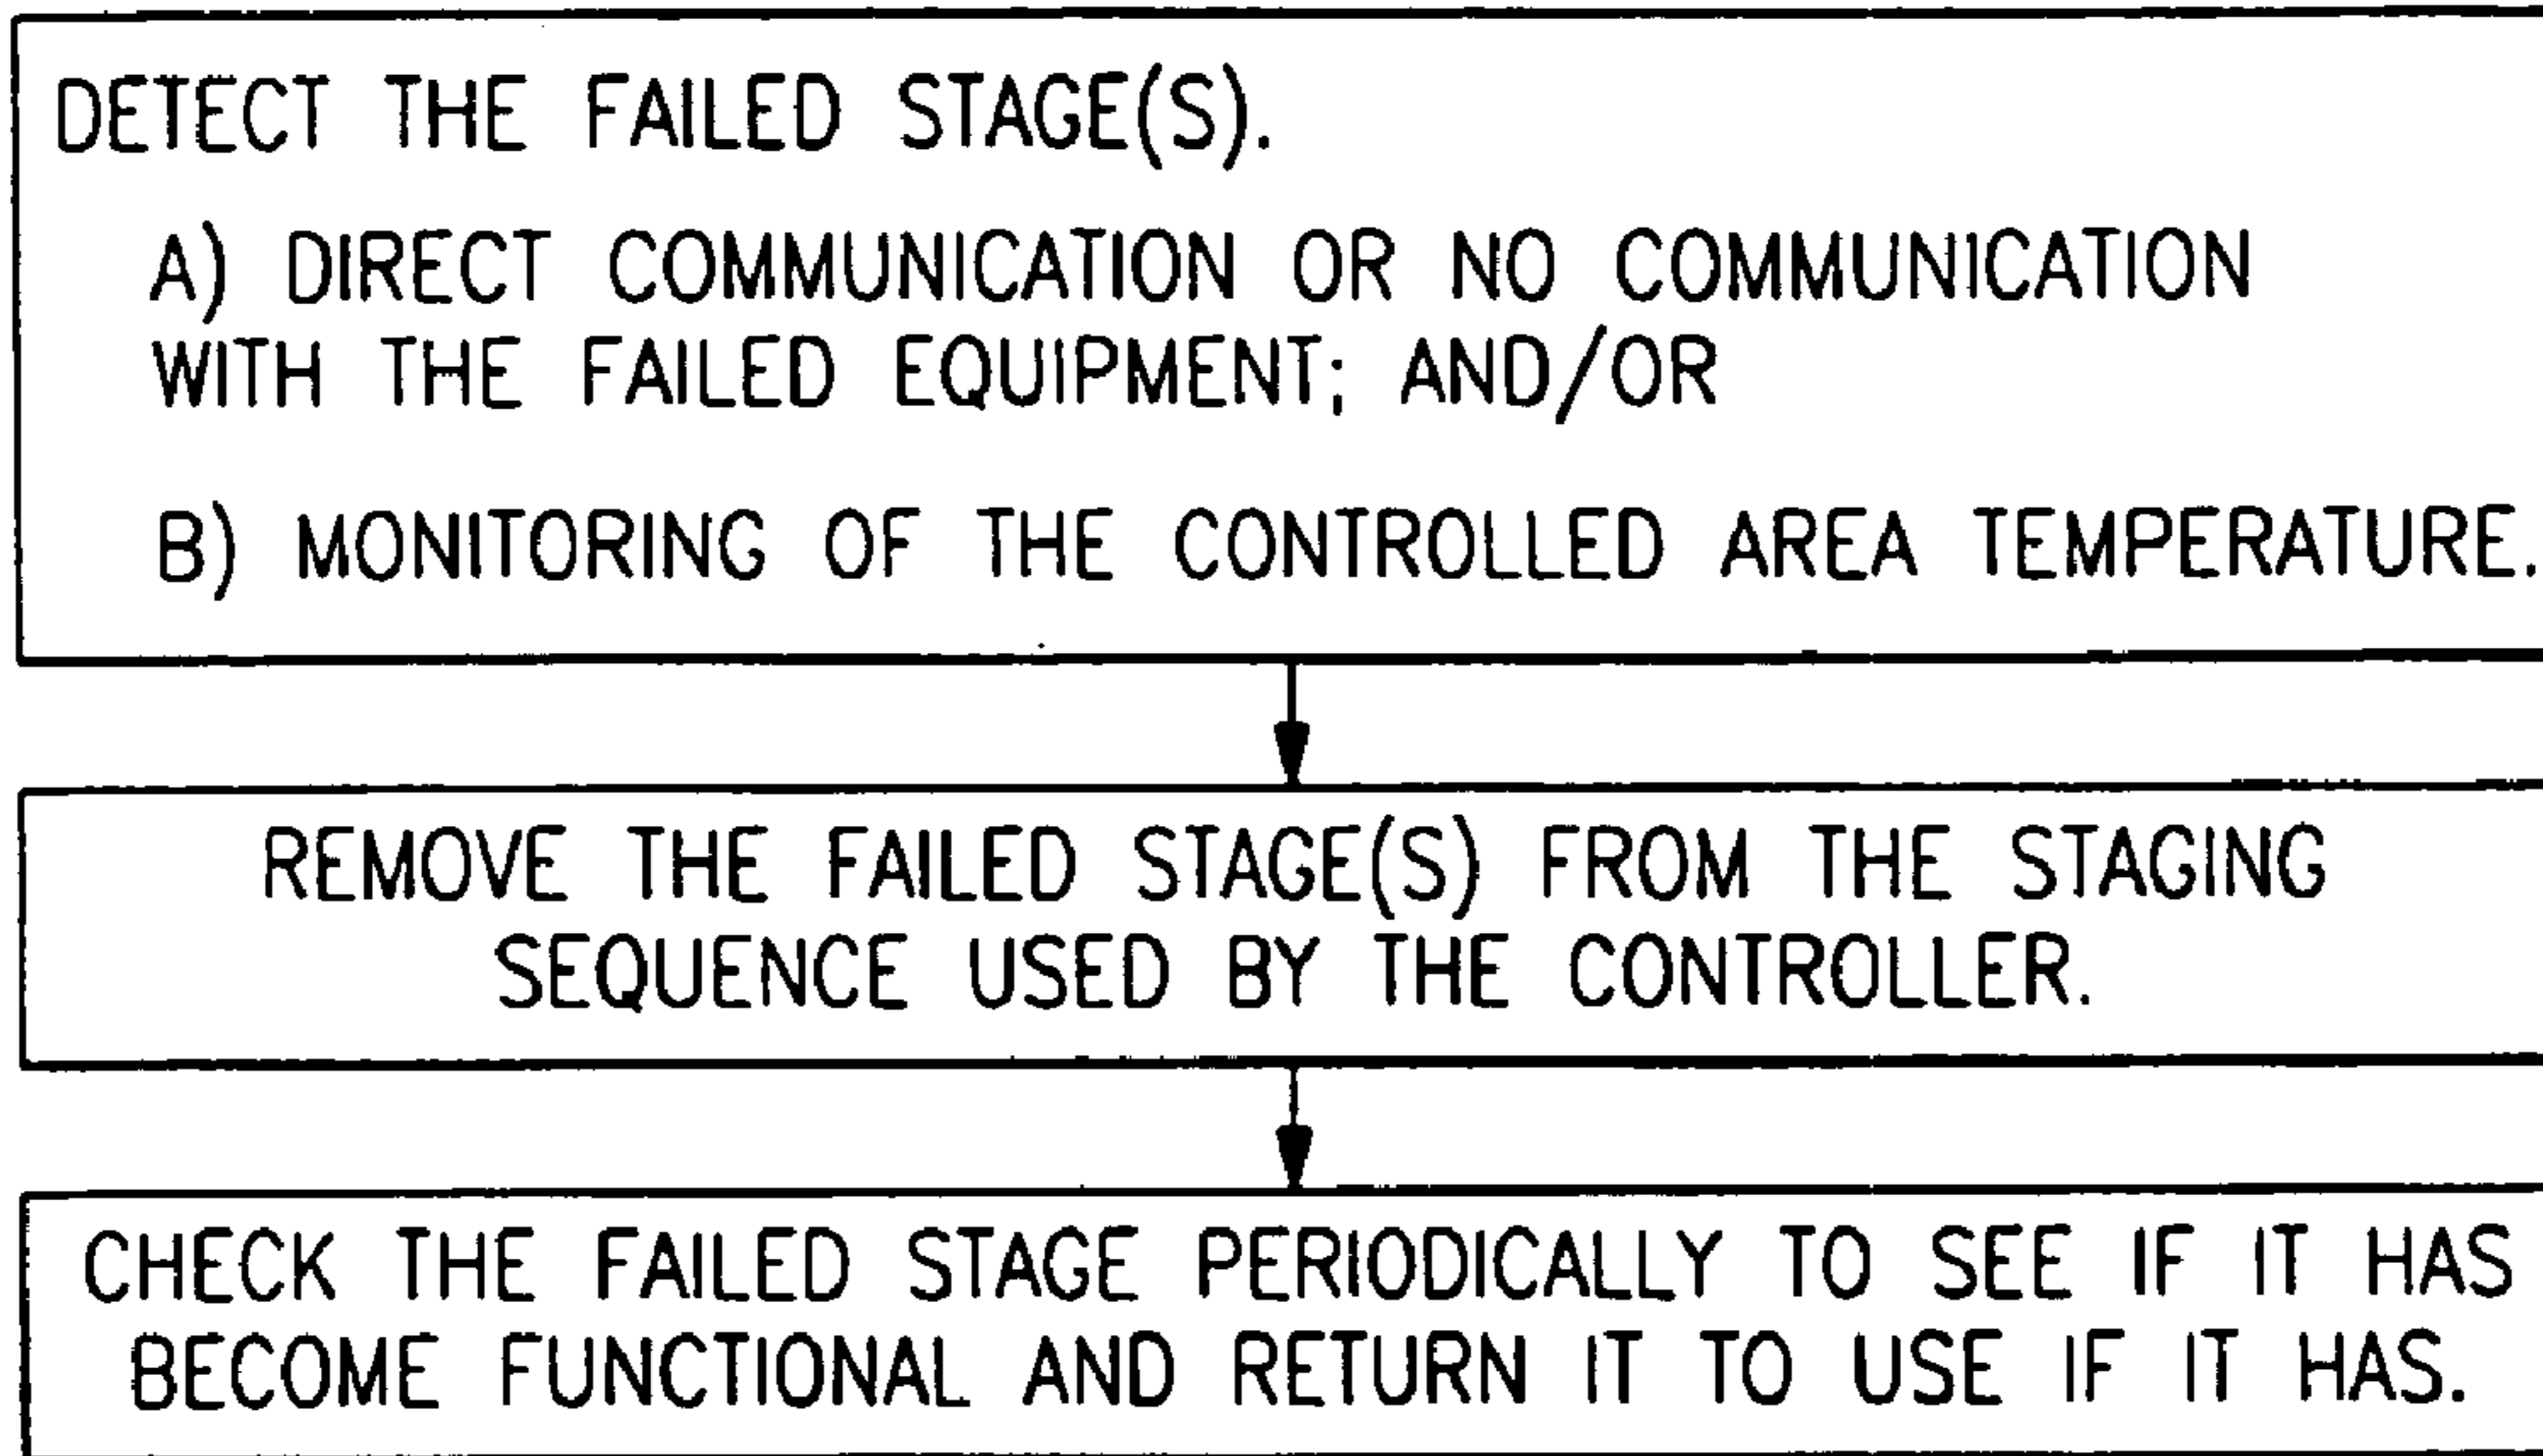 DETECT THE FAILED STAGE(S).
A) DIRECT COMMUNICATION OR NO COMMUNICATION
WITH THE FAILED EQUIPMENT; AND/OR
B) MONITORING OF THE CONTROLLED AREA TEMPERATURE.
REMOVE THE FAILED STAGE(S) FROM THE STAGING
SEQUENCE USED BY THE CONTROLLER.
CHECK THE FAILED STAGE PERIODICALLY TO SEE IF IT HAS
BECOME FUNCTIONAL AND RETURN IT TO USE IF IT HAS.